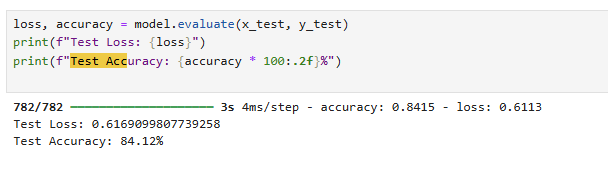 loss, accuracy = model.evaluate(x_test, y_test)
print(f"Test Loss: {loss}")
print(f"Test Accuracy: {accuracy * 100:.2f}%")
782/782 ━━━━━━━━━━━━━━━━━━━━ 3s 4ms/step - accuracy: 0.8415 - loss: 0.6113
Test Loss: 0.6169099807739258
Test Accuracy: 84.12%